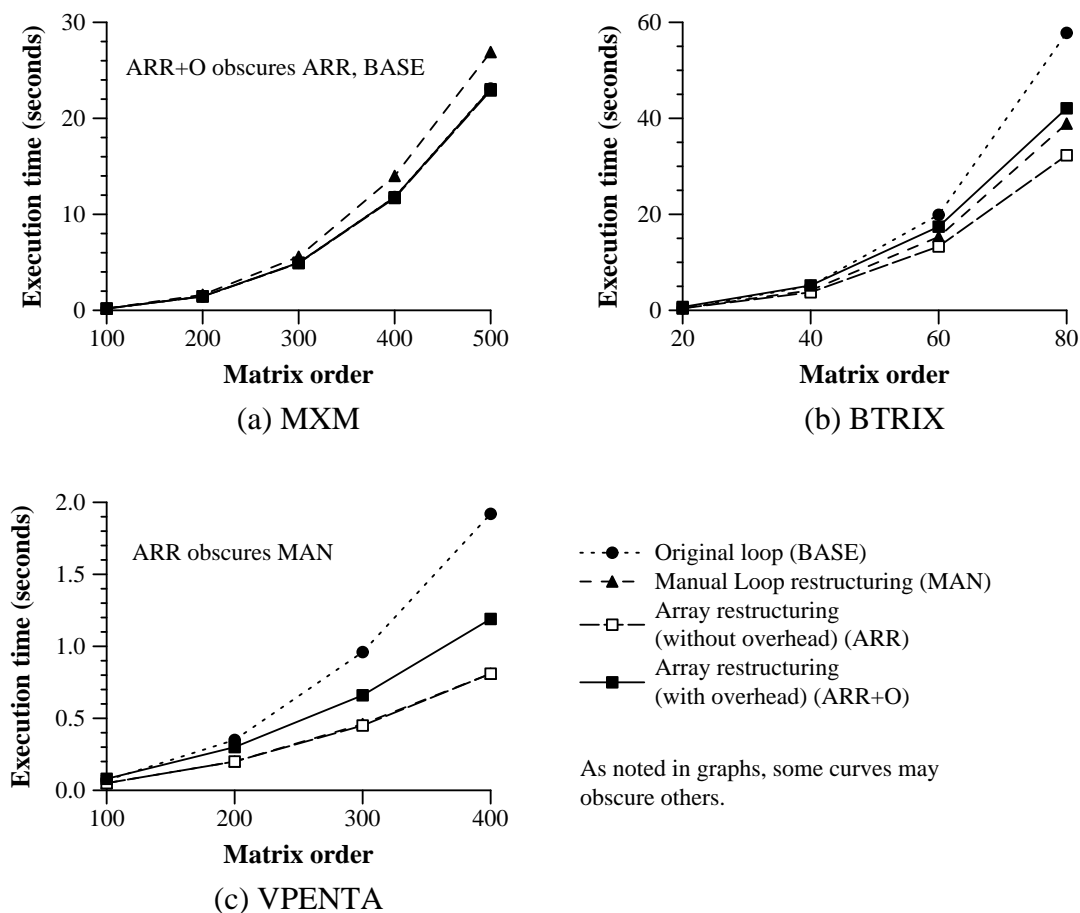 30
20
10
0
Execution time (seconds)
ARR+O obscures ARR, BASE
100 200 300 400 500
Matrix order
(a) MXM
60
40
20
0
Execution time (seconds)
20 40 60 80
Matrix order
(b) BTRIX
2.0
1.5
1.0
0.5
0.0
Execution time (seconds)
ARR obscures MAN
100 200 300 400
Matrix order
(c) VPENTA
Original loop (BASE)
Manual Loop restructuring (MAN)
Array restructuring
(without overhead) (ARR)
Array restructuring
(with overhead) (ARR+O)
As noted in graphs, some curves may
obscure others.